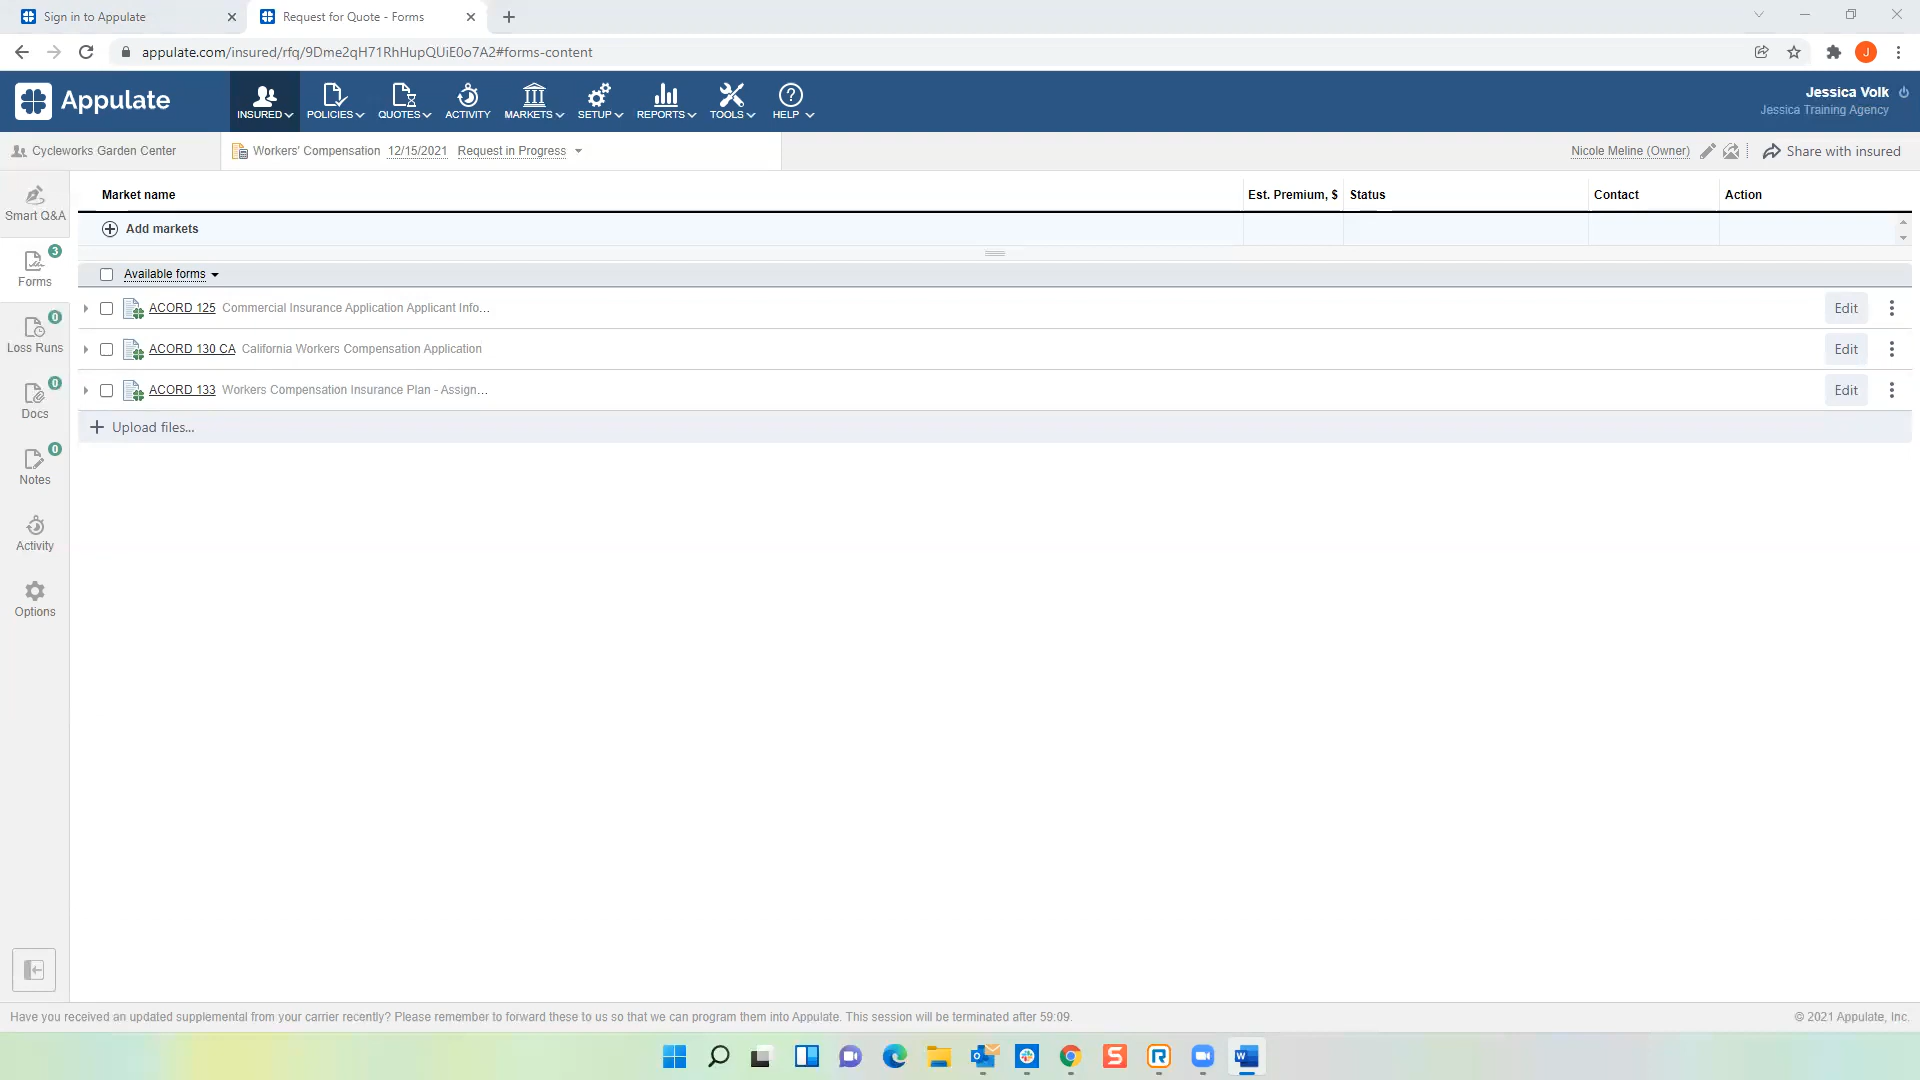 Sign in to Appulate
Request for Quote - Forms
appulate.com/insured/rfq/9Dme2qH71RhHupQUiE0o7A2#forms-content
J
Appulate
INSURED
POLICIES
QUOTES
ACTIVITY
MARKETS
SETUP
REPORTS
TOOLS
HELP
Jessica Volk
Jessica Training Agency
Cycleworks Garden Center
Workers' Compensation 12/15/2021 Request in Progress
Nicole Meline (Owner)
Share with insured
Smart Q&A
3
Forms
0
Loss Runs
0
Docs
0
Notes
Activity
Options
Market name
Est. Premium, $
Status
Contact
Action
Add markets
Available forms
ACORD 125 Commercial Insurance Application Applicant Info...
Edit
ACORD 130 CA California Workers Compensation Application
Edit
ACORD 133 Workers Compensation Insurance Plan - Assign...
Edit
Upload files...
Have you received an updated supplemental from your carrier recently? Please remember to forward these to us so that we can program them into Appulate. This session will be terminated after 59:09.
© 2021 Appulate, Inc.